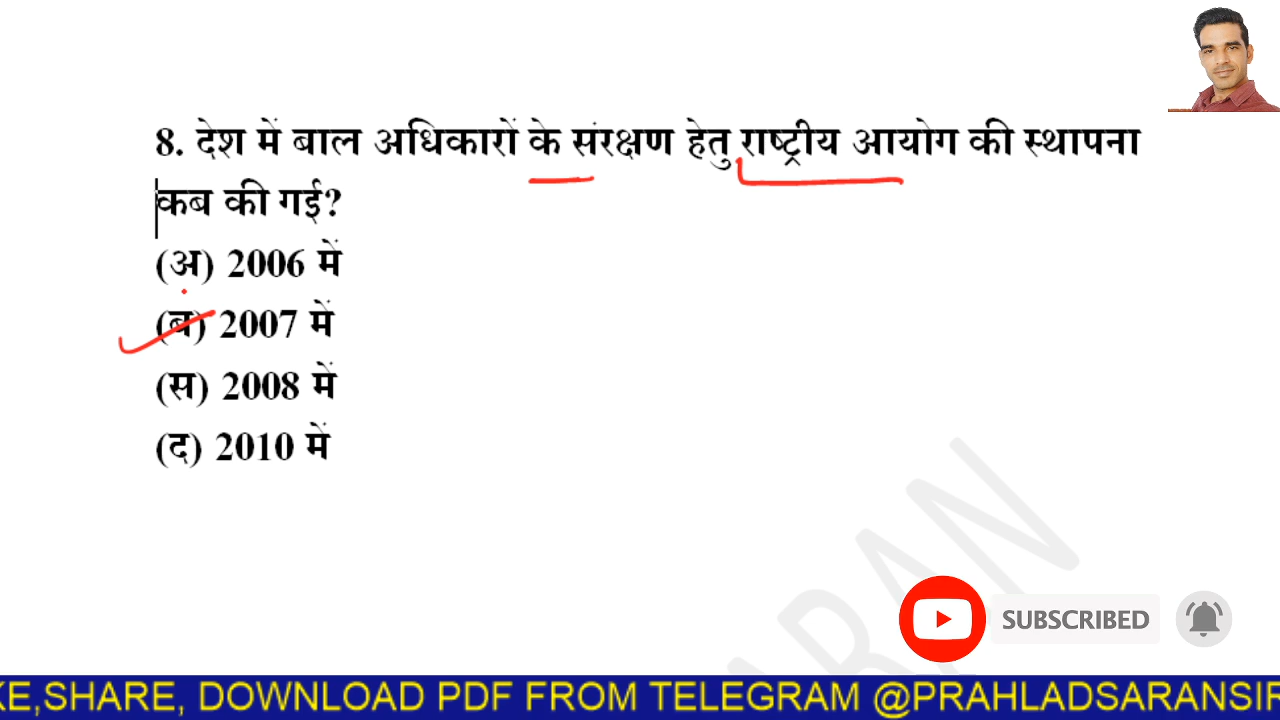 8. देश में बाल अधिकारों के संरक्षण हेतु राष्ट्रीय आयोग की स्थापना
कब की गई?
(अ) 2006 में
(ब) 2007 में
(स) 2008 में
(द) 2010 में
RAN
SUBSCRIBED
KE,SHARE, DOWNLOAD PDF FROM TELEGRAM @PRAHLADSARANSIR